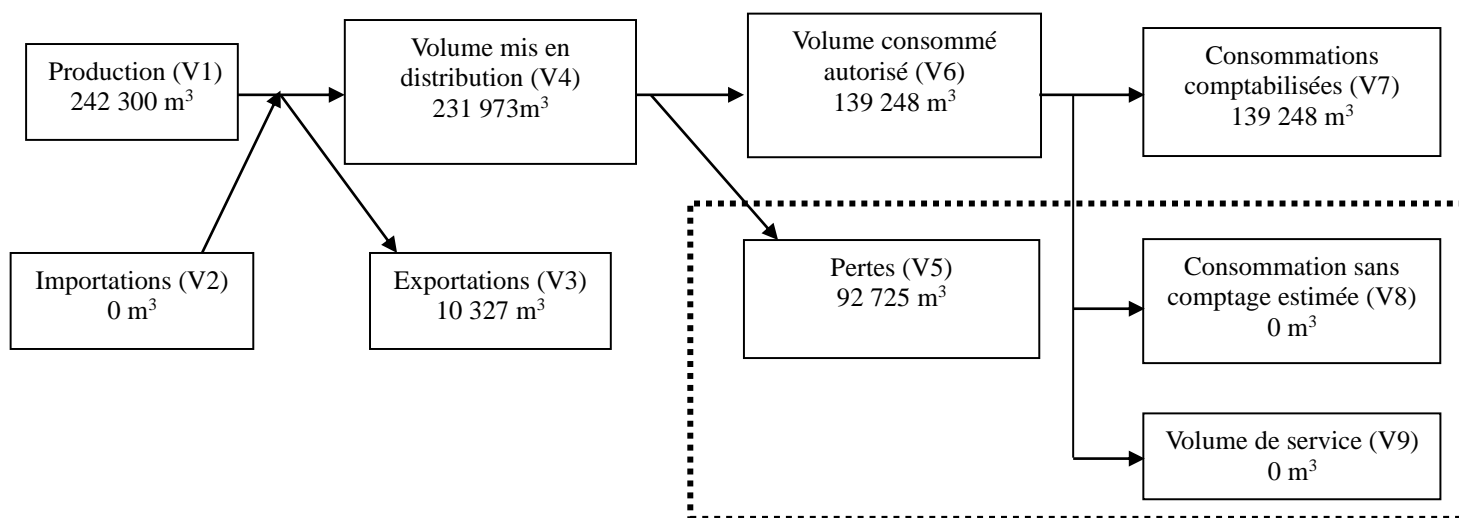 Production (V1)
242 300 m³
Volume mis en
distribution (V4)
231 973m³
Volume consommé
autorisé (V6)
139 248 m³
Consommations
comptabilisées (V7)
139 248 m³
Importations (V2)
0 m³
Exportations (V3)
10 327 m³
Pertes (V5)
92 725 m³
Consommation sans
comptage estimée (V8)
0 m³
Volume de service (V9)
0 m³